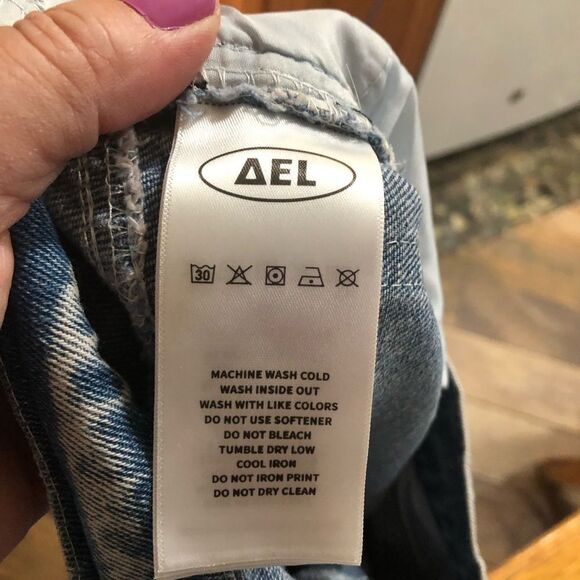 ΔEL
30
MACHINE WASH COLD
WASH INSIDE OUT
WASH WITH LIKE COLORS
DO NOT USE SOFTENER
DO NOT BLEACH
TUMBLE DRY LOW
COOL IRON
DO NOT IRON PRINT
DO NOT DRY CLEAN